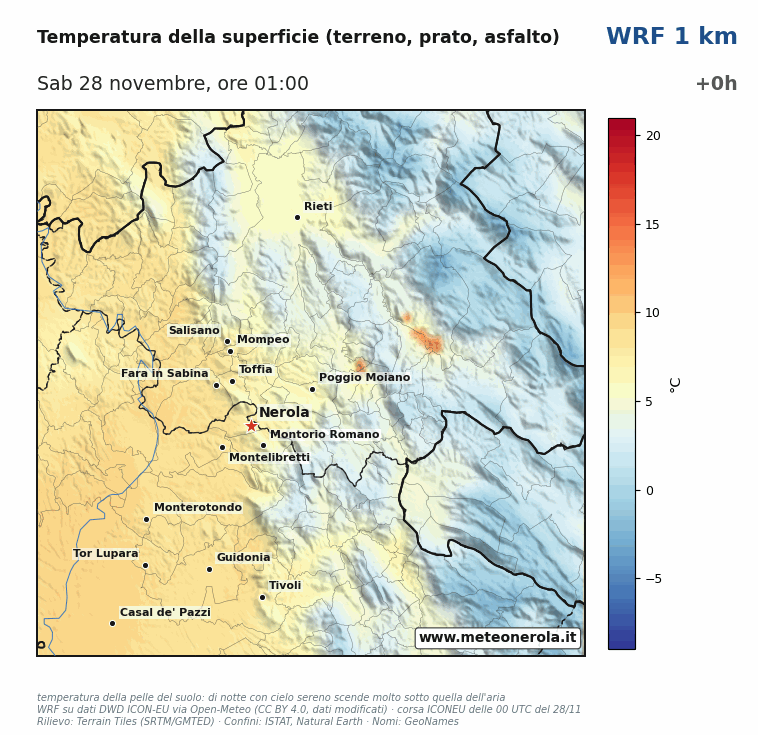 Temperatura della superficie (terreno, prato, asfalto)
WRF 1 km
Sab 28 novembre, ore 01:00
+0h
Rieti
Salisano
Mompeo
Toffia
Fara in Sabina
Poggio Moiano
Nerola
Montorio Romano
Montelibretti
Monterotondo
Tor Lupara
Guidonia
Tivoli
Casal de' Pazzi
www.meteonerola.it
20
15
10
5
0
−5
°C
temperatura della pelle del suolo: di notte con cielo sereno scende molto sotto quella dell'aria
WRF su dati DWD ICON-EU via Open-Meteo (CC BY 4.0, dati modificati) · corsa ICONEU delle 00 UTC del 28/11
Rilievo: Terrain Tiles (SRTM/GMTED) · Confini: ISTAT, Natural Earth · Nomi: GeoNames